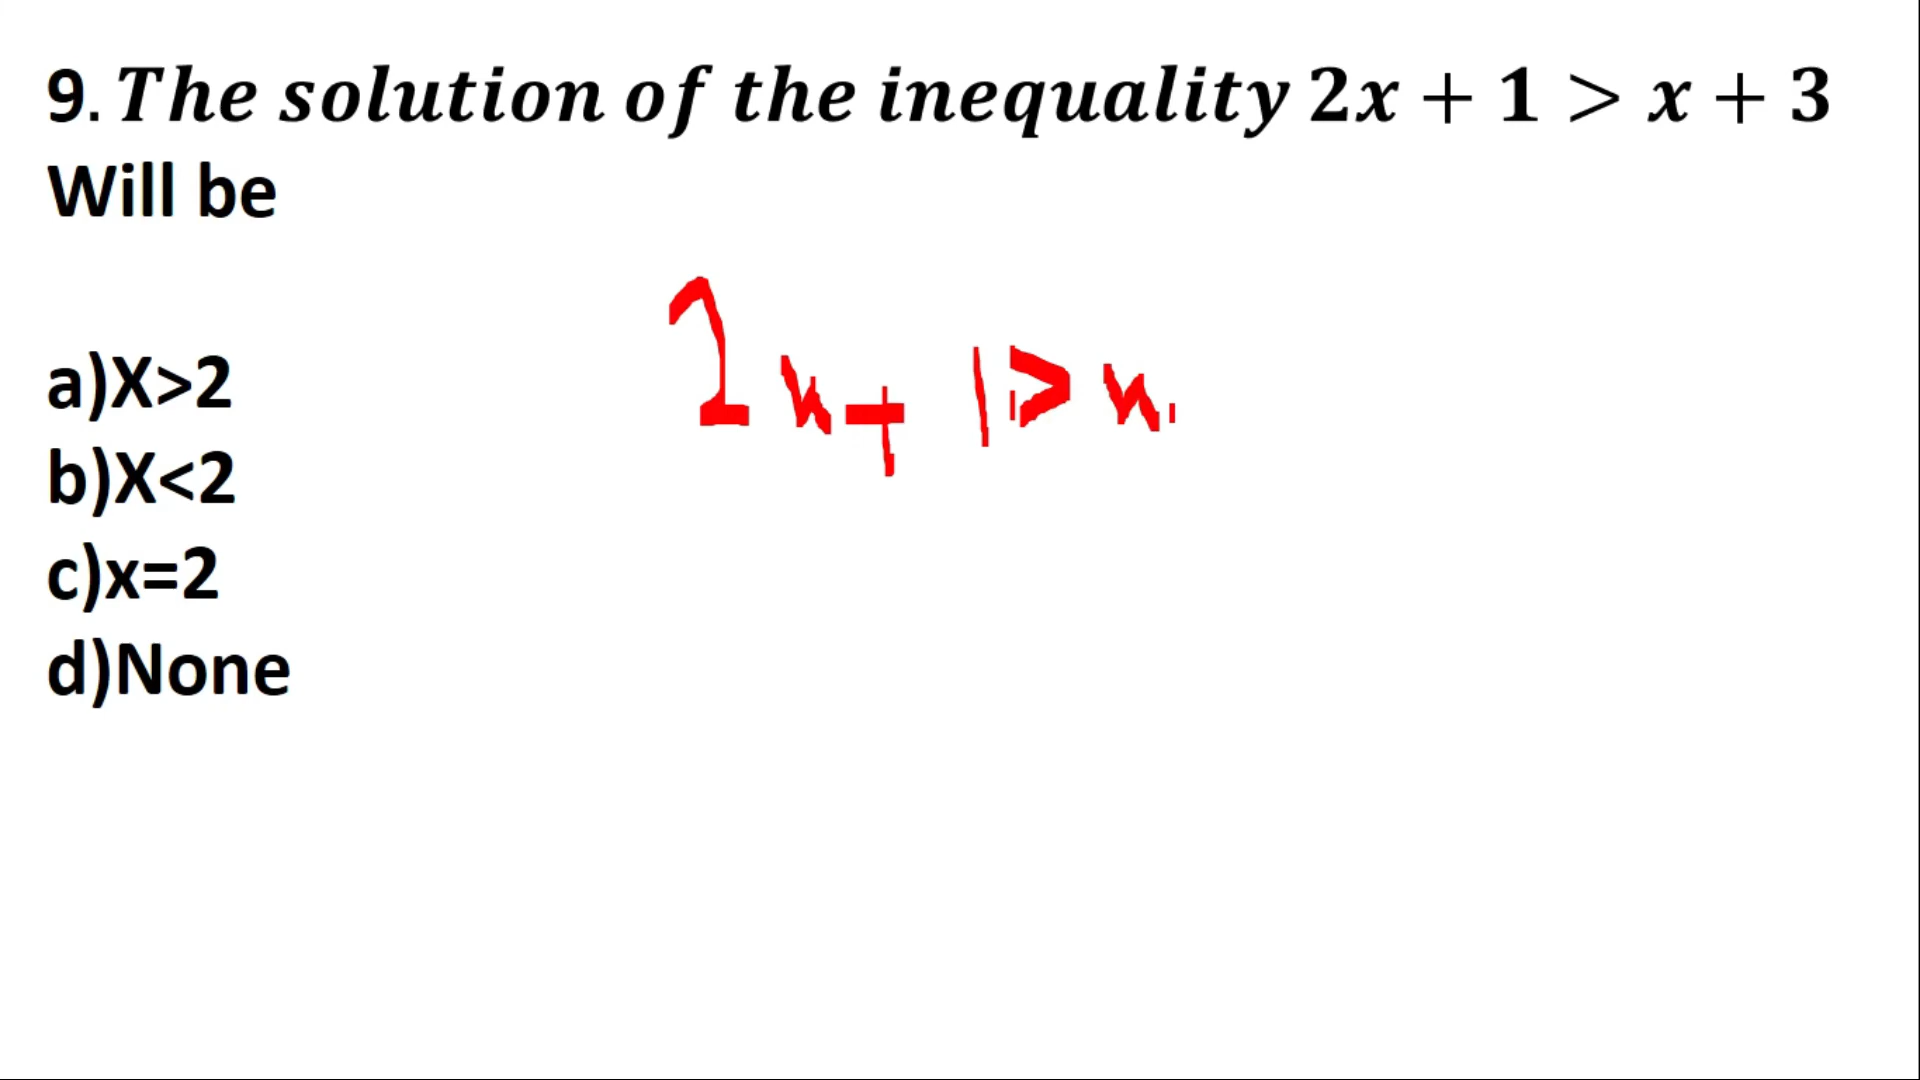 9. The solution of the inequality 2x + 1 > x + 3
Will be
2x+ 1>x
a)X>2
b)X<2
c)x=2
d)None